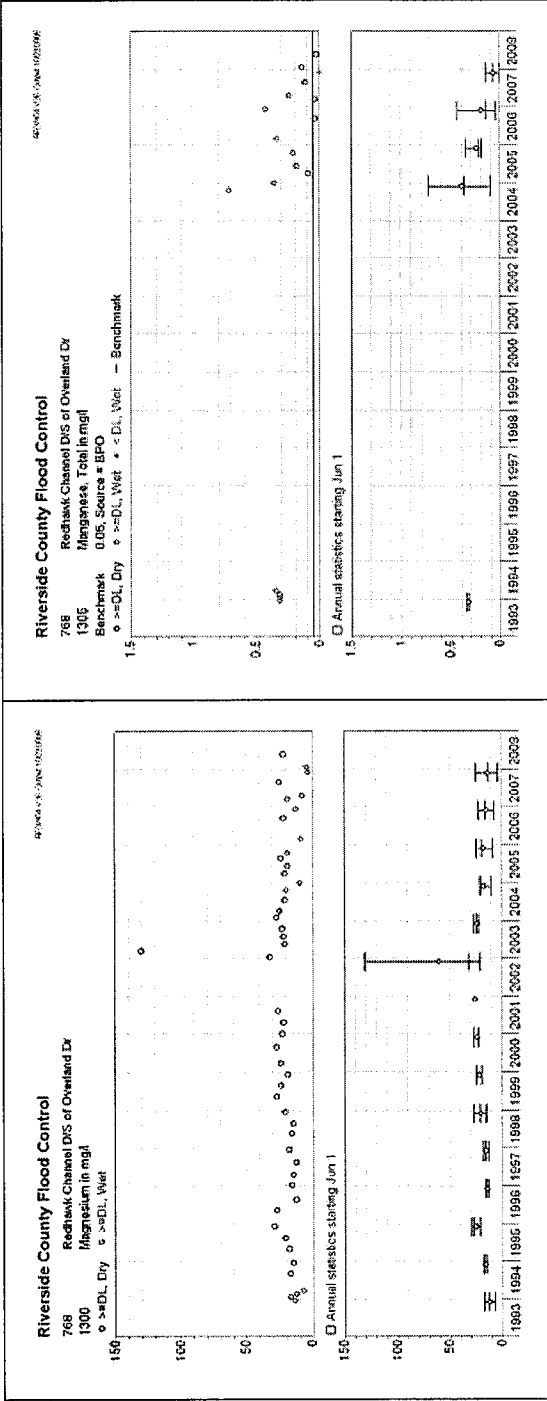 Riverside County Flood Control
768 Redhawk Channel D/S of Overland Dr
1300 Magnesium in mg/l
o >=DL, Dry o >=DL, Wet
150
100
50
0
Annual statistics starting Jun 1
150
100
50
0
1993 | 1994 | 1995 | 1996 | 1997 | 1998 | 1999 | 2000 | 2001 | 2002 | 2003 | 2004 | 2005 | 2006 | 2007 | 2008
Riverside County Flood Control
768 Redhawk Channel D/S of Overland Dr
1305 Manganese, Total in mg/l
Benchmark 0.05, Source = BPO
o >=DL, Dry o >=DL, Wet • < DL, Wet — Benchmark
1.5
1
0.5
0
Annual statistics starting Jun 1
1.5
1
0.5
0
1993 | 1994 | 1995 | 1996 | 1997 | 1998 | 1999 | 2000 | 2001 | 2002 | 2003 | 2004 | 2005 | 2006 | 2007 | 2008